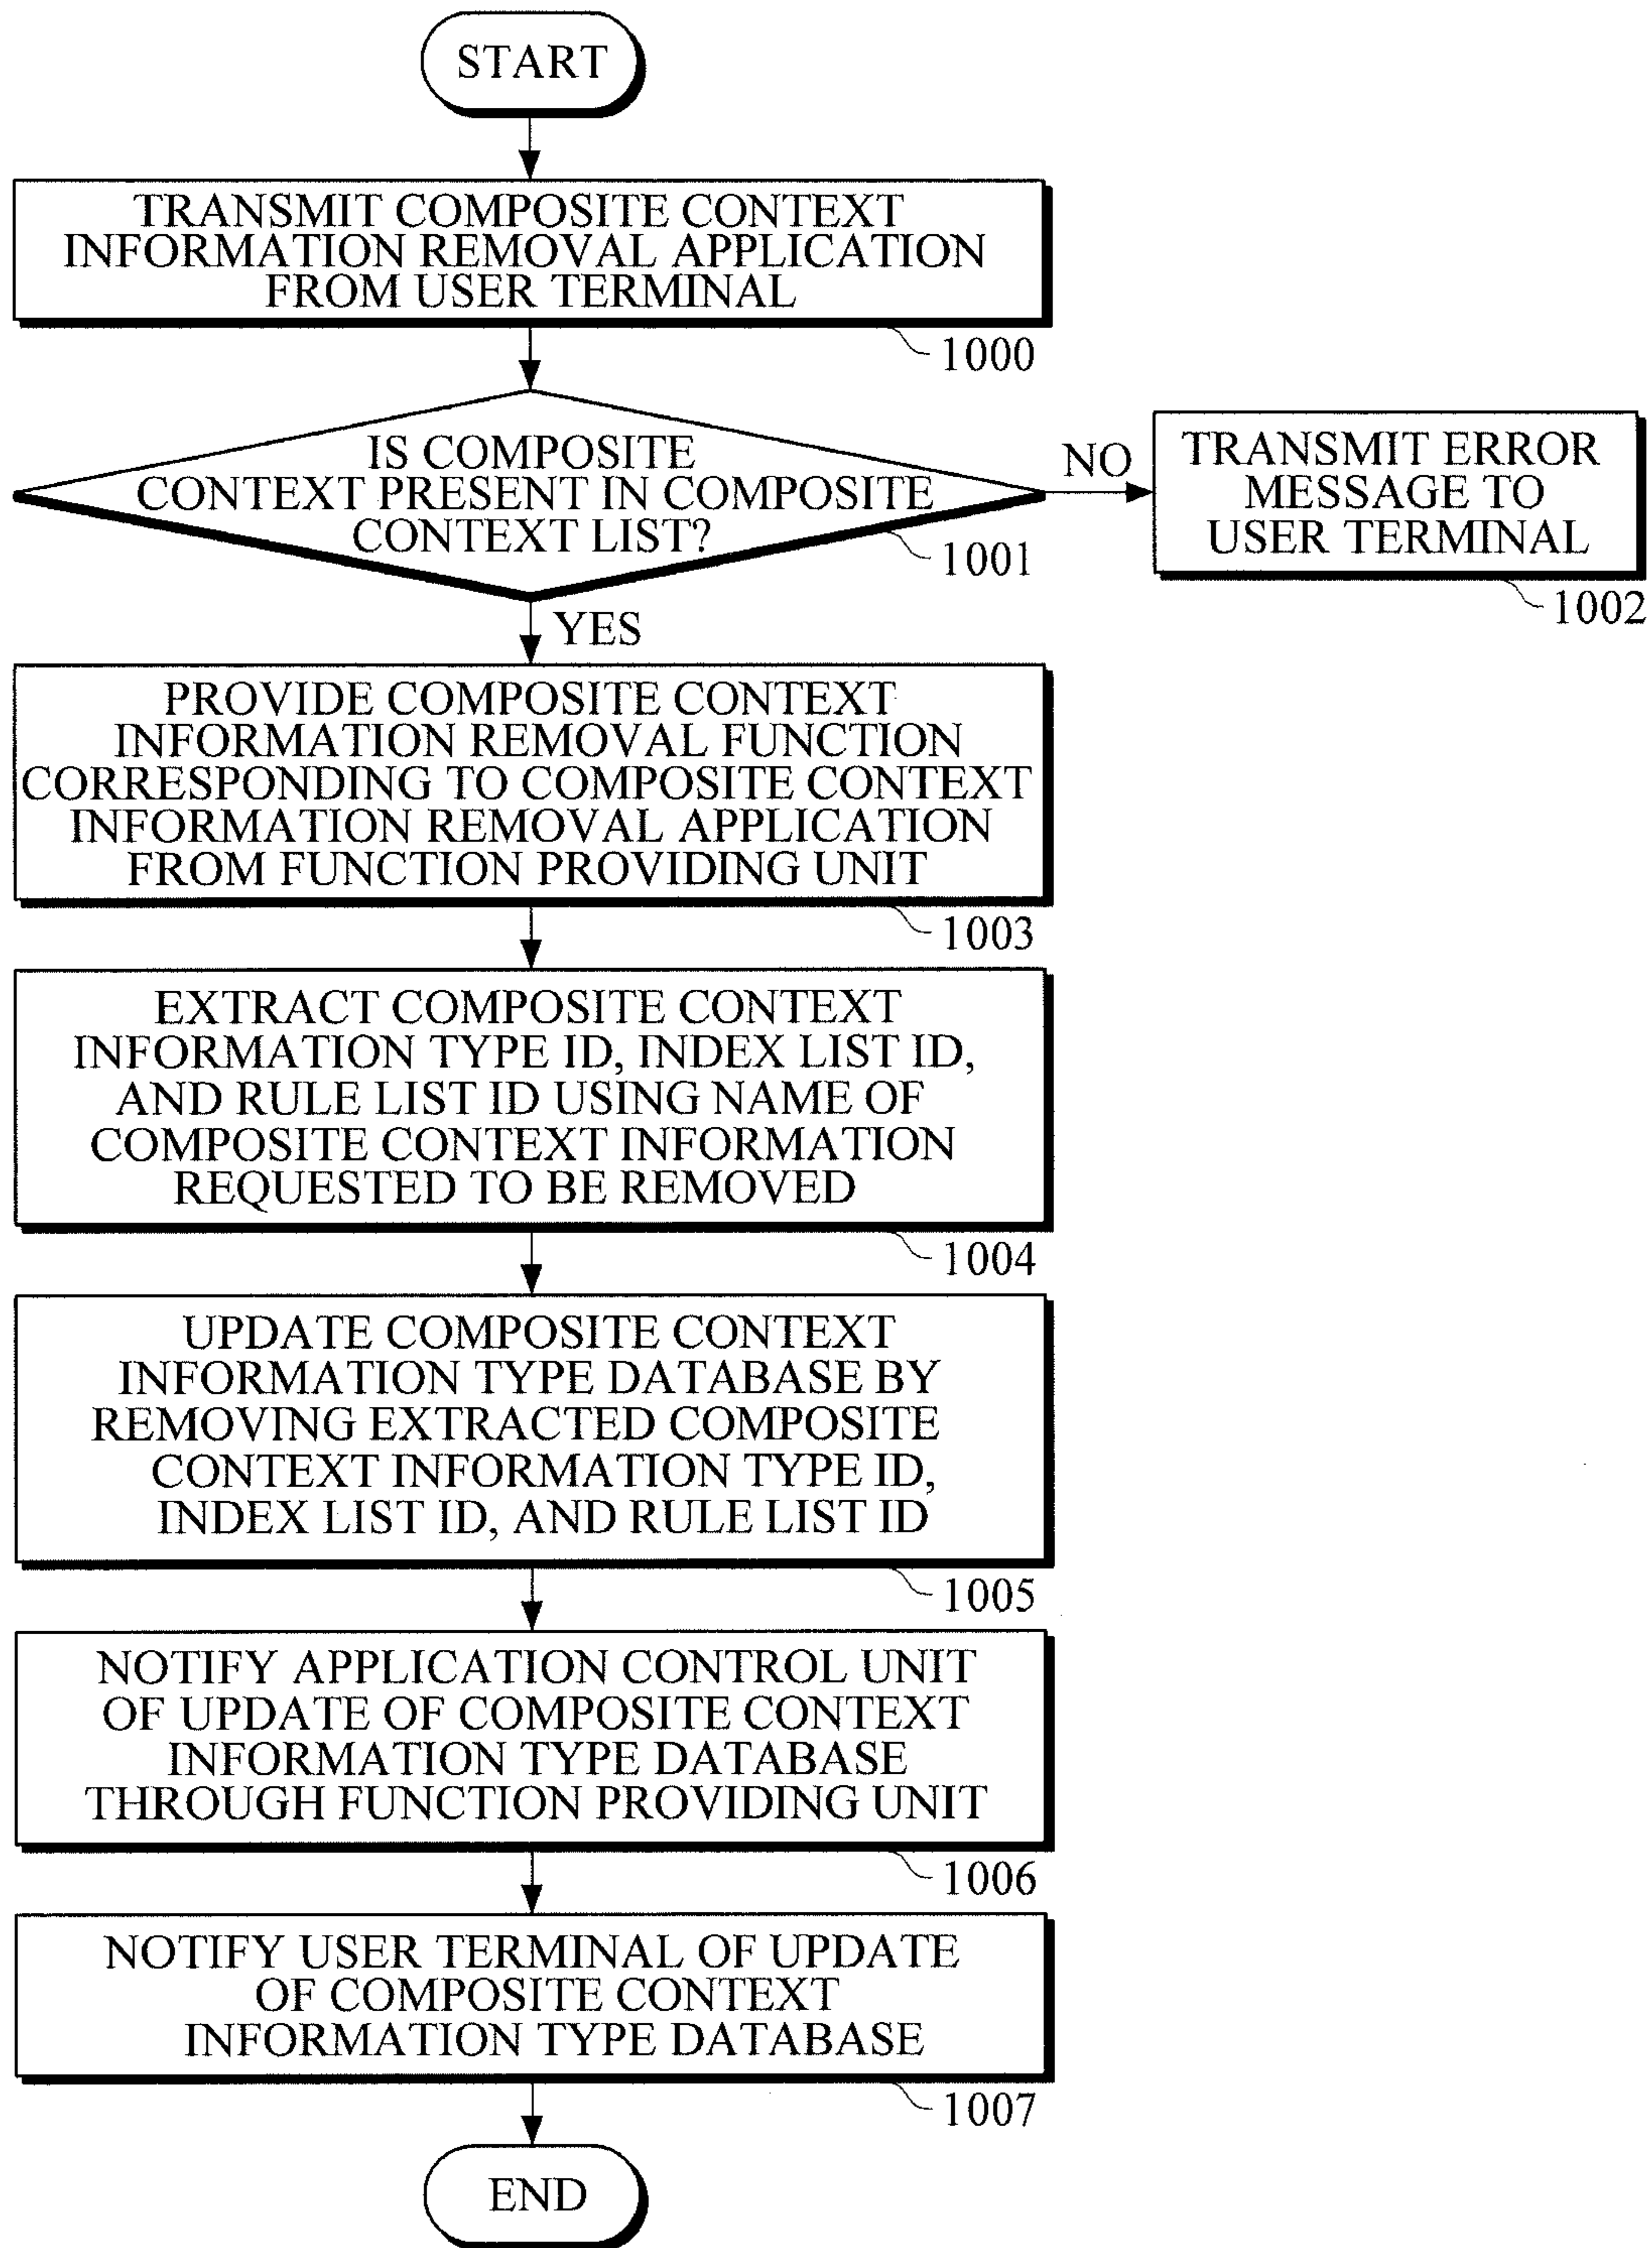 START
TRANSMIT COMPOSITE CONTEXT
INFORMATION REMOVAL APPLICATION
FROM USER TERMINAL
1000
IS COMPOSITE
CONTEXT PRESENT IN COMPOSITE
CONTEXT LIST?
1001
NO
TRANSMIT ERROR
MESSAGE TO
USER TERMINAL
1002
YES
PROVIDE COMPOSITE CONTEXT
INFORMATION REMOVAL FUNCTION
CORRESPONDING TO COMPOSITE CONTEXT
INFORMATION REMOVAL APPLICATION
FROM FUNCTION PROVIDING UNIT
1003
EXTRACT COMPOSITE CONTEXT
INFORMATION TYPE ID, INDEX LIST ID,
AND RULE LIST ID USING NAME OF
COMPOSITE CONTEXT INFORMATION
REQUESTED TO BE REMOVED
1004
UPDATE COMPOSITE CONTEXT
INFORMATION TYPE DATABASE BY
REMOVING EXTRACTED COMPOSITE
CONTEXT INFORMATION TYPE ID,
INDEX LIST ID, AND RULE LIST ID
1005
NOTIFY APPLICATION CONTROL UNIT
OF UPDATE OF COMPOSITE CONTEXT
INFORMATION TYPE DATABASE
THROUGH FUNCTION PROVIDING UNIT
1006
NOTIFY USER TERMINAL OF UPDATE
OF COMPOSITE CONTEXT
INFORMATION TYPE DATABASE
1007
END